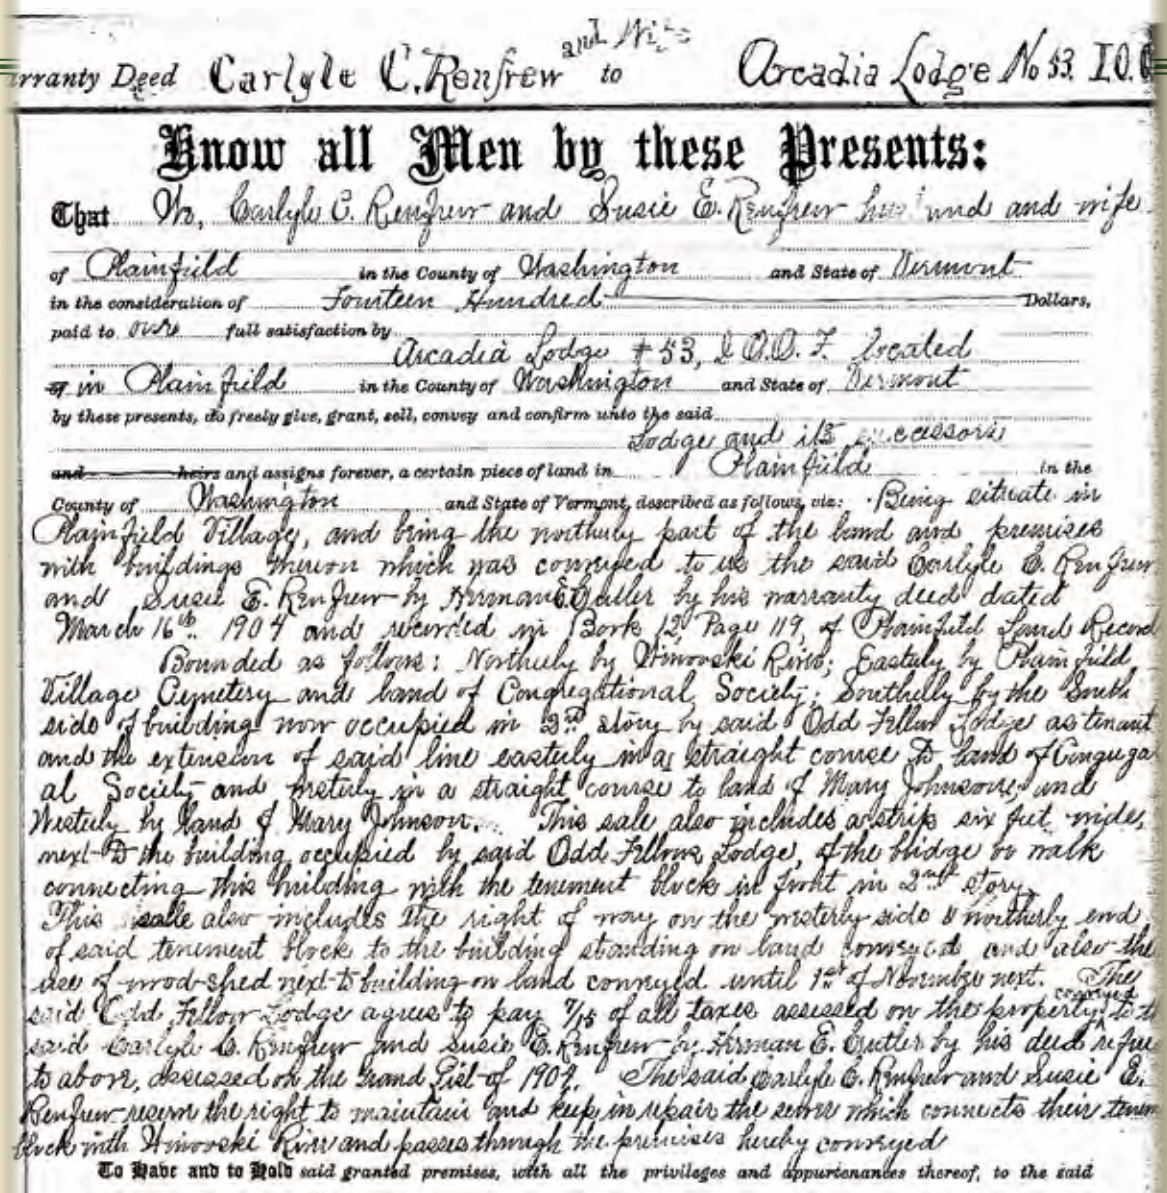 Warranty Deed Carlyle C. Renfrew and Wife to Arcadia Lodge No 53. I.O.
Know all Men by these Presents:
That We, Carlyle C. Renfrew and Susie E. Renfrew husband and wife
of Plainfield in the County of Washington and State of Vermont
in the consideration of Fourteen Hundred Dollars,
paid to our full satisfaction by
Arcadia Lodge # 53, I O.O. F. located
of in Plainfield in the County of Washington and State of Vermont
by these presents, do freely give, grant, sell, convey and confirm unto the said
Lodge and its successors
and heirs and assigns forever, a certain piece of land in Plainfield in the
County of Washington and State of Vermont, described as follows, viz: Being situate in
Plainfield Village, and being the northerly part of the land and premises
with buildings thereon which was conveyed to us the said Carlyle C. Renfrew
and Susie E. Renfrew by Herman E. Cutler by his warranty deed dated
March 16th 1904 and recorded in Book 12, Page 119, of Plainfield Land Record
Bounded as follows: Northerly by Winooski River; Easterly by Plainfield
Village Cemetery and land of Congregational Society; Southerly by the South
side of building now occupied in 2nd story by said Odd Fellow Lodge as tenant
and the extension of said line easterly in a straight course to land of Congrega
al Society and westerly in a straight course to land of Mary Johnson; and
Westerly by land of Mary Johnson. This sale also includes a strip six feet wide,
next to the building occupied by said Odd Fellows Lodge, of the bridge or walk
connecting this building with the tenement block in front in 2nd story.
This salle also includes the right of way on the westerly side & northerly end
of said tenement block to the building standing on land conveyed, and also the
use of wood-shed next to building on land conveyed until 1st of November next. The
said Odd Fellow Lodge agrees to pay 7/15 of all taxes assessed on the property conveyed to th
said Carlyle C. Renfrew and Susie E. Renfrew by Herman E. Cutler by his deed refer
to above, assessed on the Grand List of 1904. The said Carlyle C. Renfrew and Susie E.
Renfrew reserve the right to maintain and keep in repair the sewer which connects their tenem
block with Winooski River and passes through the premises hereby conveyed
To Have and to Hold said granted premises, with all the privileges and appurtenances thereof, to the said